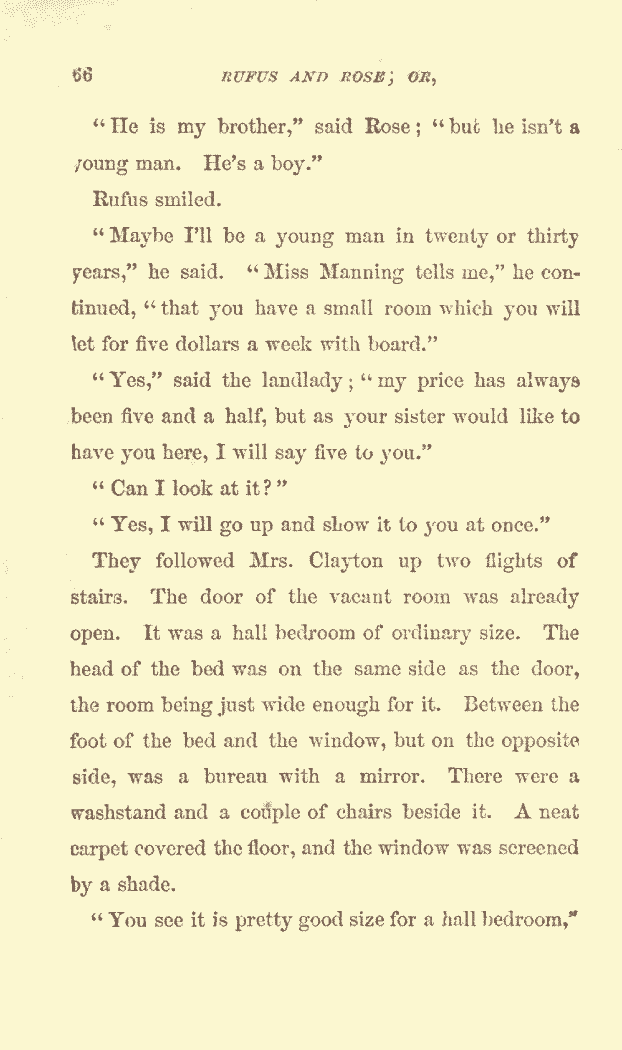 66 RUFUS AND ROSE; OR,
"He is my brother," said Rose; "but he isn't a
young man. He's a boy."
Rufus smiled.
"Maybe I'll be a young man in twenty or thirty
years," he said. "Miss Manning tells me," he con-
tinued, "that you have a small room which you will
let for five dollars a week with board."
"Yes," said the landlady; "my price has always
been five and a half, but as your sister would like to
have you here, I will say five to you."
"Can I look at it?"
"Yes, I will go up and show it to you at once."
They followed Mrs. Clayton up two flights of
stairs. The door of the vacant room was already
open. It was a hall bedroom of ordinary size. The
head of the bed was on the same side as the door,
the room being just wide enough for it. Between the
foot of the bed and the window, but on the opposite
side, was a bureau with a mirror. There were a
washstand and a couple of chairs beside it. A neat
carpet covered the floor, and the window was screened
by a shade.
"You see it is pretty good size for a hall bedroom,"